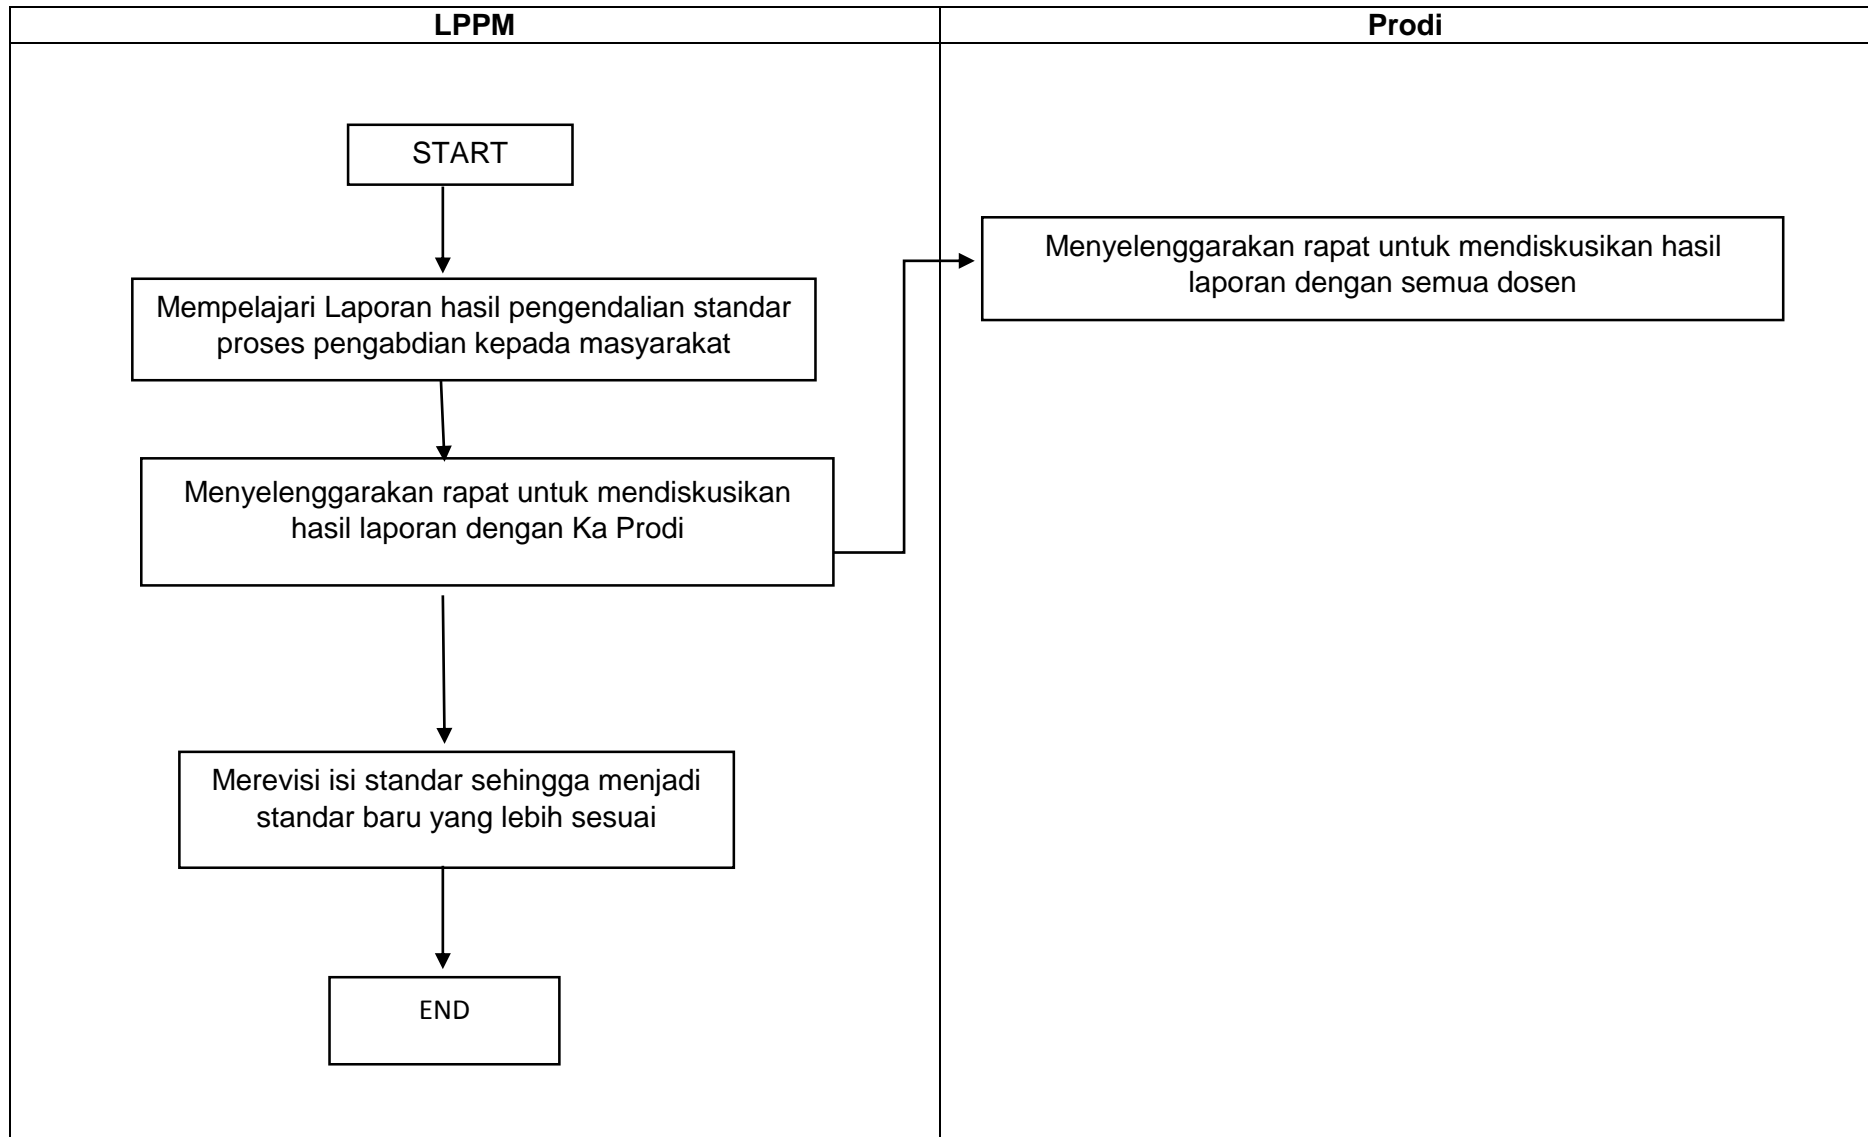 LPPM
Prodi
START
Mempelajari Laporan hasil pengendalian standar
proses pengabdian kepada masyarakat
Menyelenggarakan rapat untuk mendiskusikan
hasil laporan dengan Ka Prodi
Merevisi isi standar sehingga menjadi
standar baru yang lebih sesuai
END
Menyelenggarakan rapat untuk mendiskusikan hasil
laporan dengan semua dosen